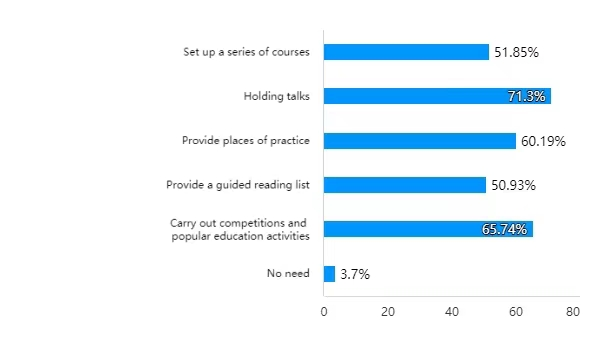 Set up a series of courses 51.85%
Holding talks 71.3%
Provide places of practice 60.19%
Provide a guided reading list 50.93%
Carry out competitions and
popular education activities 65.74%
No need 3.7%
0 20 40 60 80